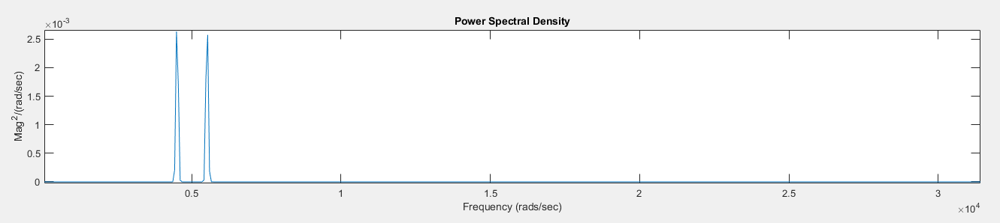 Power Spectral Density
×10⁻³
2.5
2
1.5
1
0.5
0
Mag²/(rad/sec)
0.5 1 1.5 2 2.5 3
Frequency (rads/sec)
×10⁴